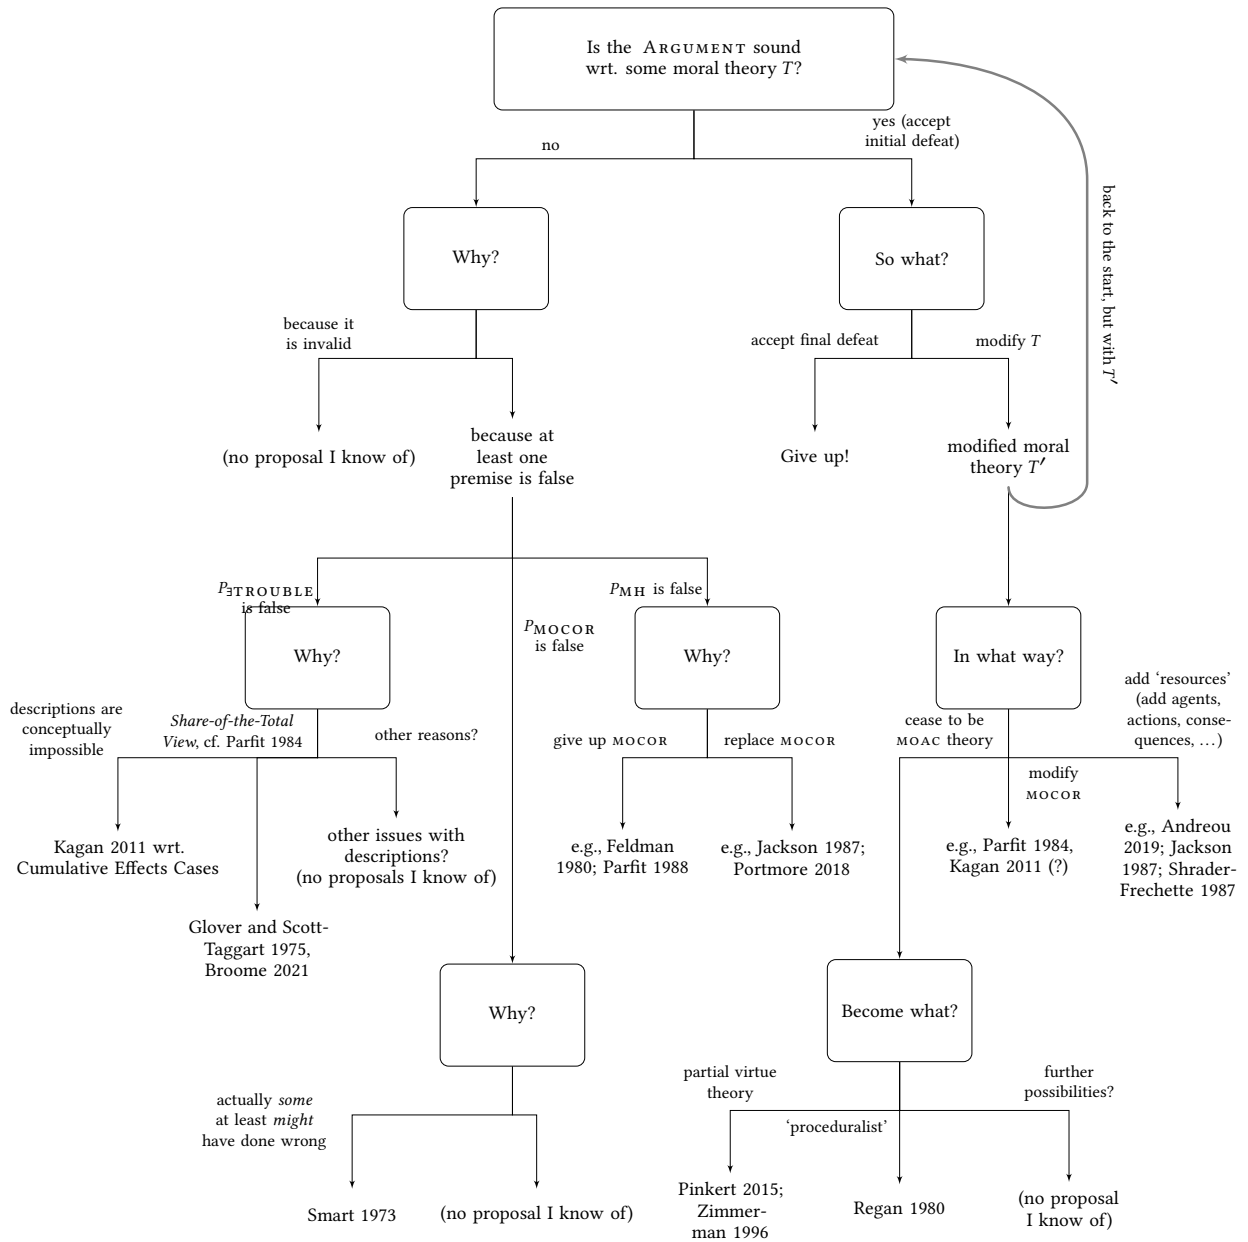 Is the ARGUMENT sound
wrt. some moral theory T?
yes (accept
initial defeat)
no
back to the start, but with T′
Why?
So what?
because it
is invalid
accept final defeat
modify T
(no proposal I know of)
because at
least one
premise is false
Give up!
modified moral
theory T′
P∃TROUBLE
is false
PMOCOR
is false
PMH is false
Why?
Why?
In what way?
descriptions are
conceptually
impossible
Share-of-the-Total
View, cf. Parfit 1984
other reasons?
give up MOCOR
replace MOCOR
cease to be
MOAC theory
modify
MOCOR
add ‘resources’
(add agents,
actions, conse-
quences, …)
Kagan 2011 wrt.
Cumulative Effects Cases
other issues with
descriptions?
(no proposals I know of)
e.g., Feldman
1980; Parfit 1988
e.g., Jackson 1987;
Portmore 2018
e.g., Parfit 1984,
Kagan 2011 (?)
e.g., Andreou
2019; Jackson
1987; Shrader-
Frechette 1987
Glover and Scott-
Taggart 1975,
Broome 2021
Why?
Become what?
actually some
at least might
have done wrong
partial virtue
theory
‘proceduralist’
further
possibilities?
Smart 1973
(no proposal I know of)
Pinkert 2015;
Zimmer-
man 1996
Regan 1980
(no proposal
I know of)